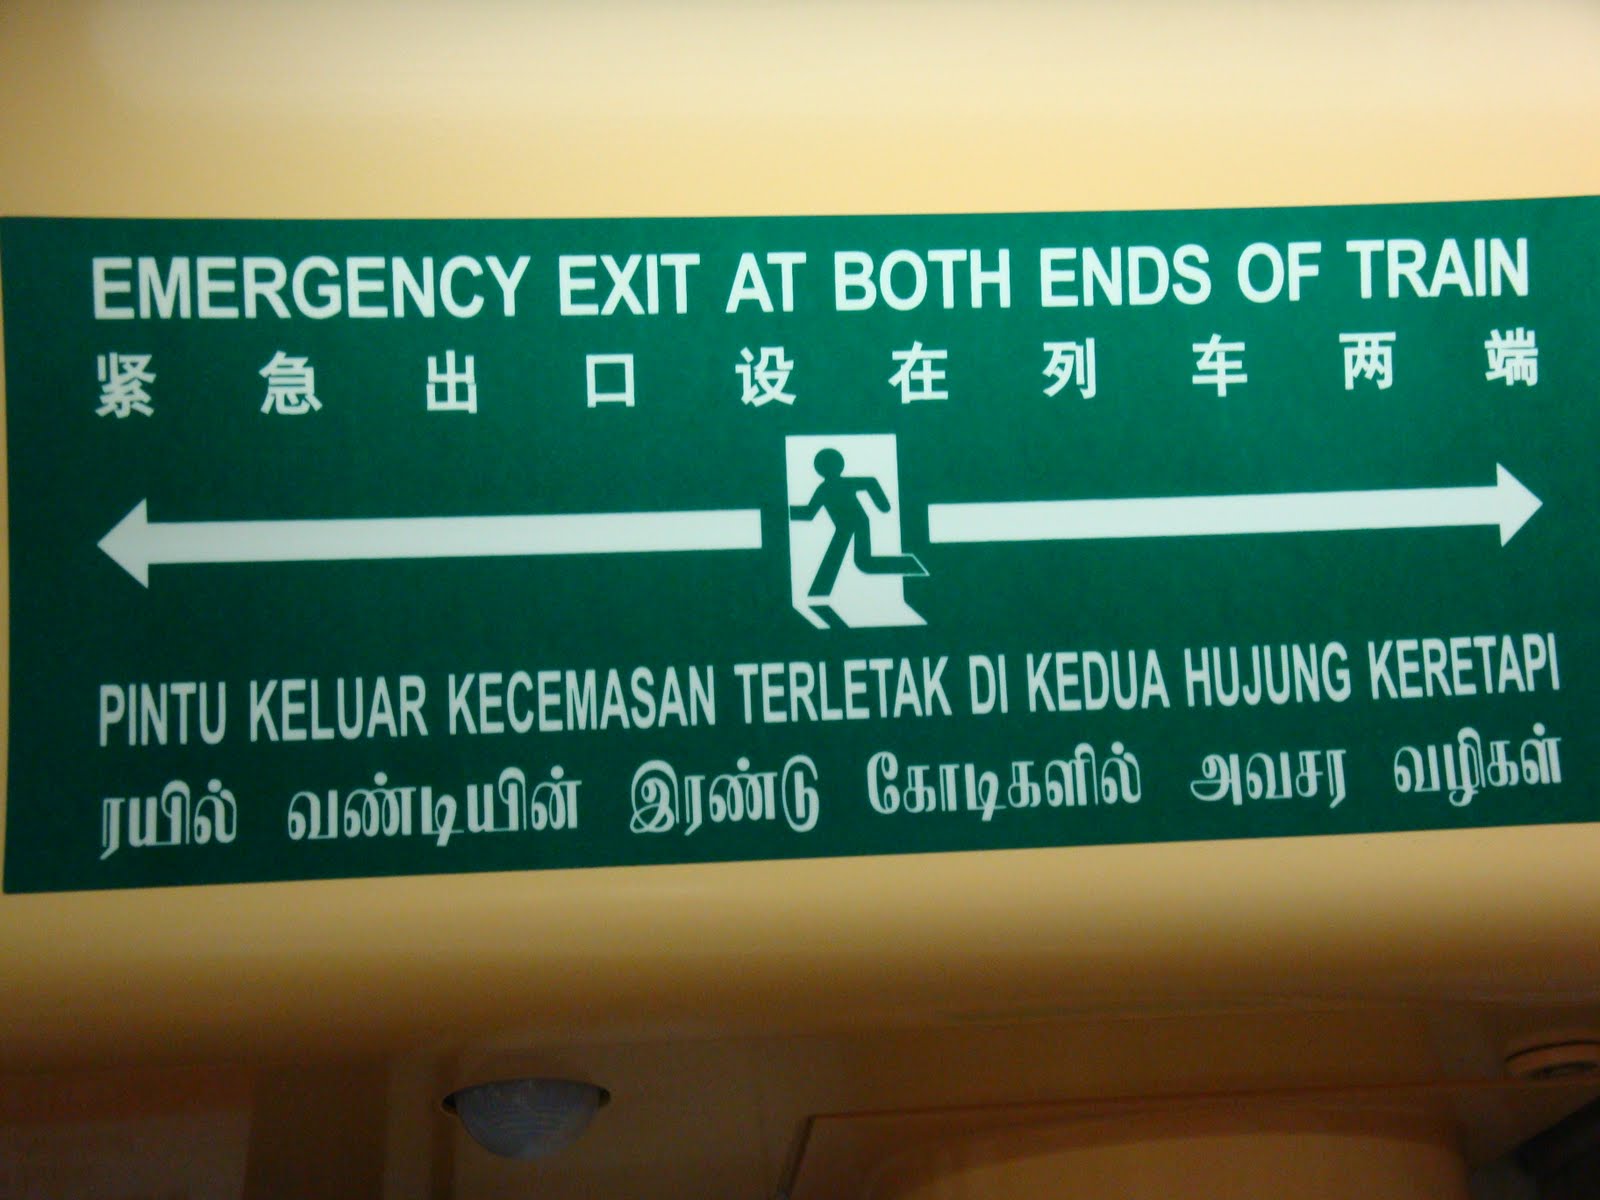 EMERGENCY EXIT AT BOTH ENDS OF TRAIN
紧急出口设在列车两端
PINTU KELUAR KECEMASAN TERLETAK DI KEDUA HUJUNG KERETAPI
ரயில் வண்டியின் இரண்டு கோடிகளில் அவசர வழிகள்